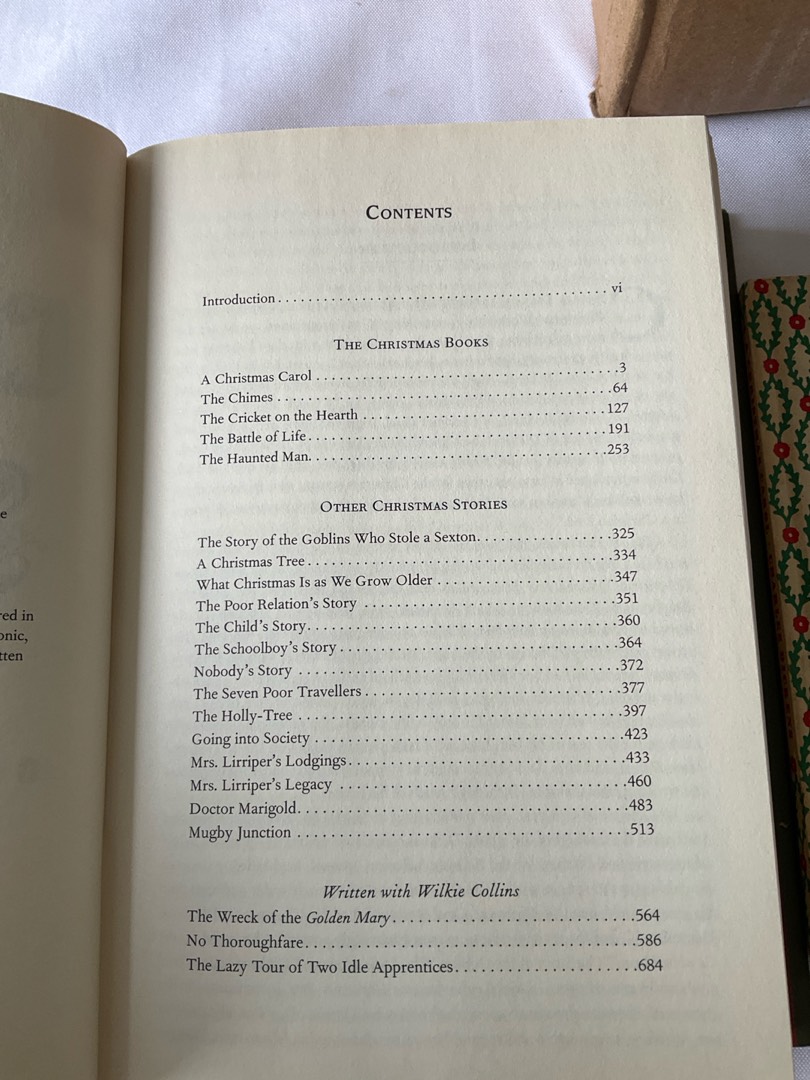 e
red in
onic,
tten
CONTENTS
Introduction . . . . . . . . . . . . . . . . . . . . . . . . . . . . . . . . . . . . . . . . . . . vi
THE CHRISTMAS BOOKS
A Christmas Carol . . . . . . . . . . . . . . . . . . . . . . . . . . . . . . . . . . . . . . . .3
The Chimes . . . . . . . . . . . . . . . . . . . . . . . . . . . . . . . . . . . . . . . . . . . .64
The Cricket on the Hearth . . . . . . . . . . . . . . . . . . . . . . . . . . . . . . . .127
The Battle of Life . . . . . . . . . . . . . . . . . . . . . . . . . . . . . . . . . . . . . . .191
The Haunted Man. . . . . . . . . . . . . . . . . . . . . . . . . . . . . . . . . . . . . . .253
OTHER CHRISTMAS STORIES
The Story of the Goblins Who Stole a Sexton. . . . . . . . . . . . . . . . .325
A Christmas Tree . . . . . . . . . . . . . . . . . . . . . . . . . . . . . . . . . . . . . . . .334
What Christmas Is as We Grow Older . . . . . . . . . . . . . . . . . . . . . . .347
The Poor Relation's Story . . . . . . . . . . . . . . . . . . . . . . . . . . . . . . . . .351
The Child's Story. . . . . . . . . . . . . . . . . . . . . . . . . . . . . . . . . . . . . . . .360
The Schoolboy's Story . . . . . . . . . . . . . . . . . . . . . . . . . . . . . . . . . . . .364
Nobody's Story . . . . . . . . . . . . . . . . . . . . . . . . . . . . . . . . . . . . . . . . .372
The Seven Poor Travellers . . . . . . . . . . . . . . . . . . . . . . . . . . . . . . . . .377
The Holly-Tree . . . . . . . . . . . . . . . . . . . . . . . . . . . . . . . . . . . . . . . . .397
Going into Society . . . . . . . . . . . . . . . . . . . . . . . . . . . . . . . . . . . . . . .423
Mrs. Lirriper's Lodgings. . . . . . . . . . . . . . . . . . . . . . . . . . . . . . . . . . .433
Mrs. Lirriper's Legacy . . . . . . . . . . . . . . . . . . . . . . . . . . . . . . . . . . . .460
Doctor Marigold. . . . . . . . . . . . . . . . . . . . . . . . . . . . . . . . . . . . . . . . .483
Mugby Junction . . . . . . . . . . . . . . . . . . . . . . . . . . . . . . . . . . . . . . . . .513
Written with Wilkie Collins
The Wreck of the Golden Mary. . . . . . . . . . . . . . . . . . . . . . . . . . . . .564
No Thoroughfare. . . . . . . . . . . . . . . . . . . . . . . . . . . . . . . . . . . . . . . .586
The Lazy Tour of Two Idle Apprentices. . . . . . . . . . . . . . . . . . . . . .684